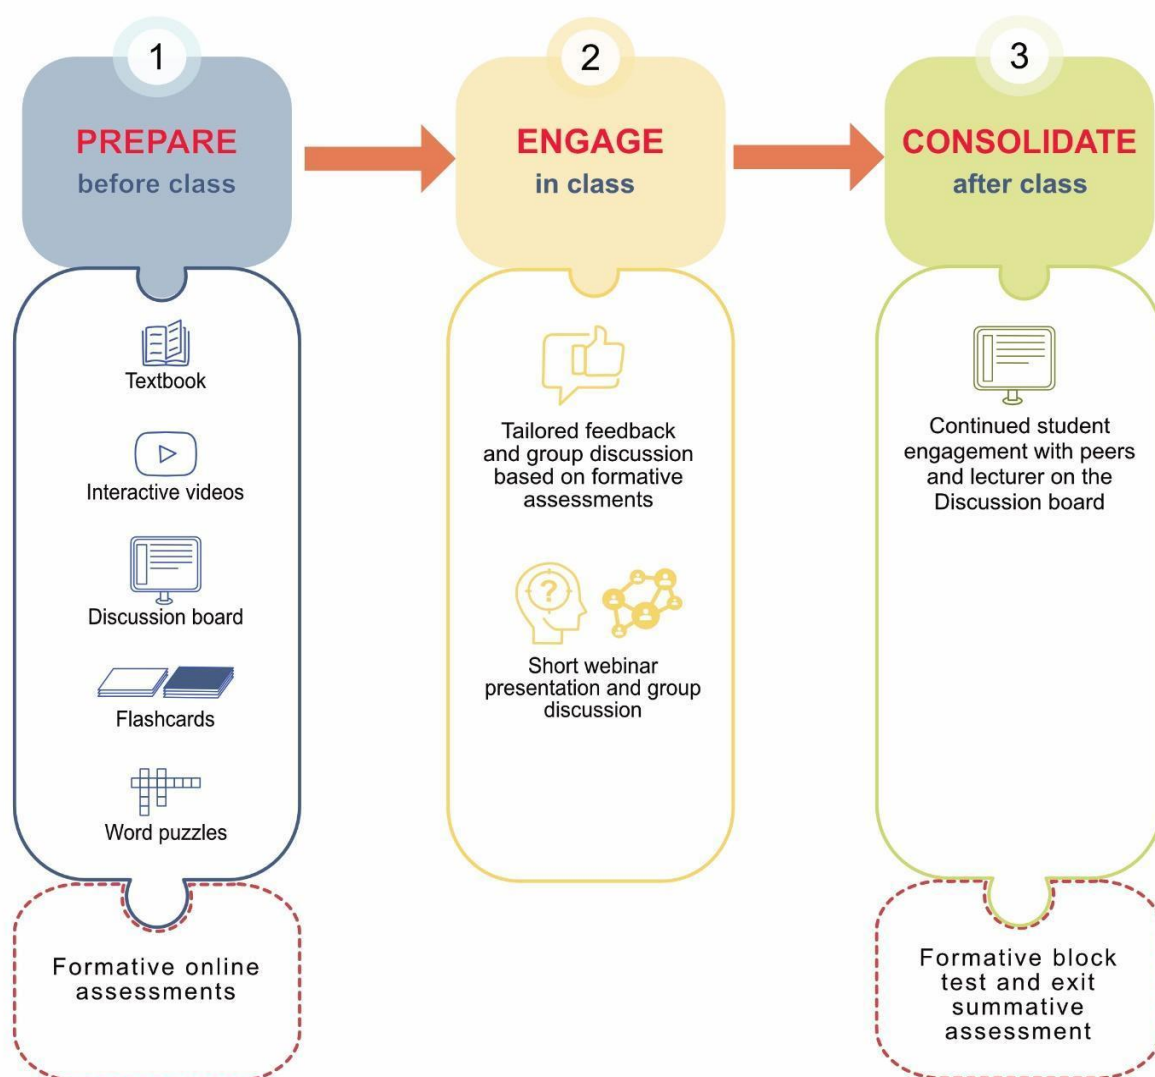 1
PREPARE
before class
Textbook
Interactive videos
Discussion board
Flashcards
Word puzzles
Formative online
assessments
2
ENGAGE
in class
Tailored feedback
and group discussion
based on formative
assessments
?
Short webinar
presentation and group
discussion
3
CONSOLIDATE
after class
Continued student
engagement with peers
and lecturer on the
Discussion board
Formative block
test and exit
summative
assessment